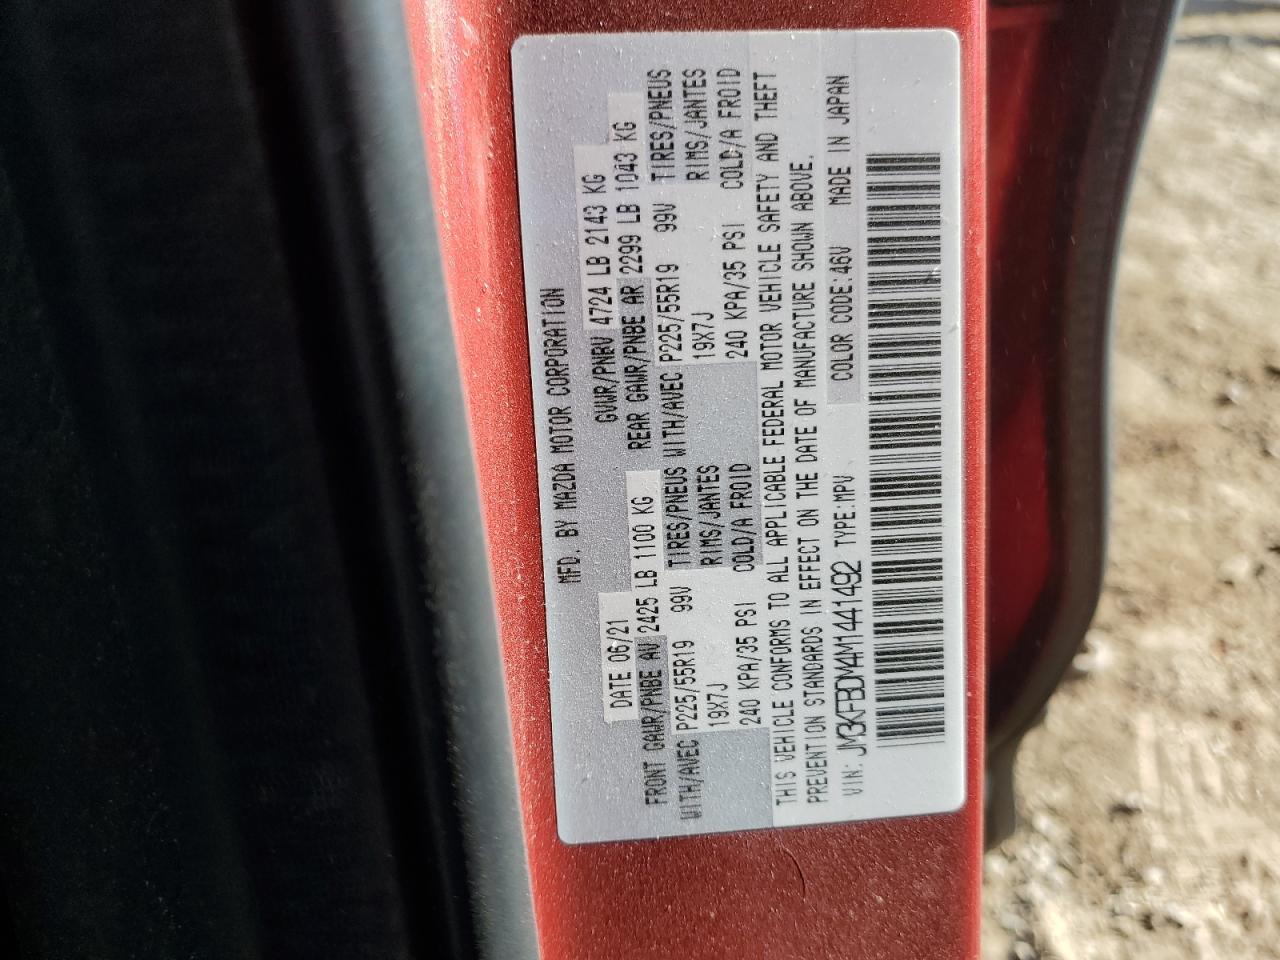 MFD. BY MAZDA MOTOR CORPORATION
DATE 06/21 GVWR/PNBV 4724 LB 2143 KG
FRONT GAWR/PNBE AV 2425 LB 1100 KG REAR GAWR/PNBE AR 2299 LB 1043 KG
WITH/AVEC P225/55R19 99V TIRES/PNEUS WITH/AVEC P225/55R19 99V TIRES/PNEUS
19X7J RIMS/JANTES 19X7J RIMS/JANTES
240 KPA/35 PSI COLD/A FROID 240 KPA/35 PSI COLD/A FROID
THIS VEHICLE CONFORMS TO ALL APPLICABLE FEDERAL MOTOR VEHICLE SAFETY AND THEFT
PREVENTION STANDARDS IN EFFECT ON THE DATE OF MANUFACTURE SHOWN ABOVE.
VIN: JM3KFBDM4M1441492 TYPE:MPV COLOR CODE:46V MADE IN JAPAN